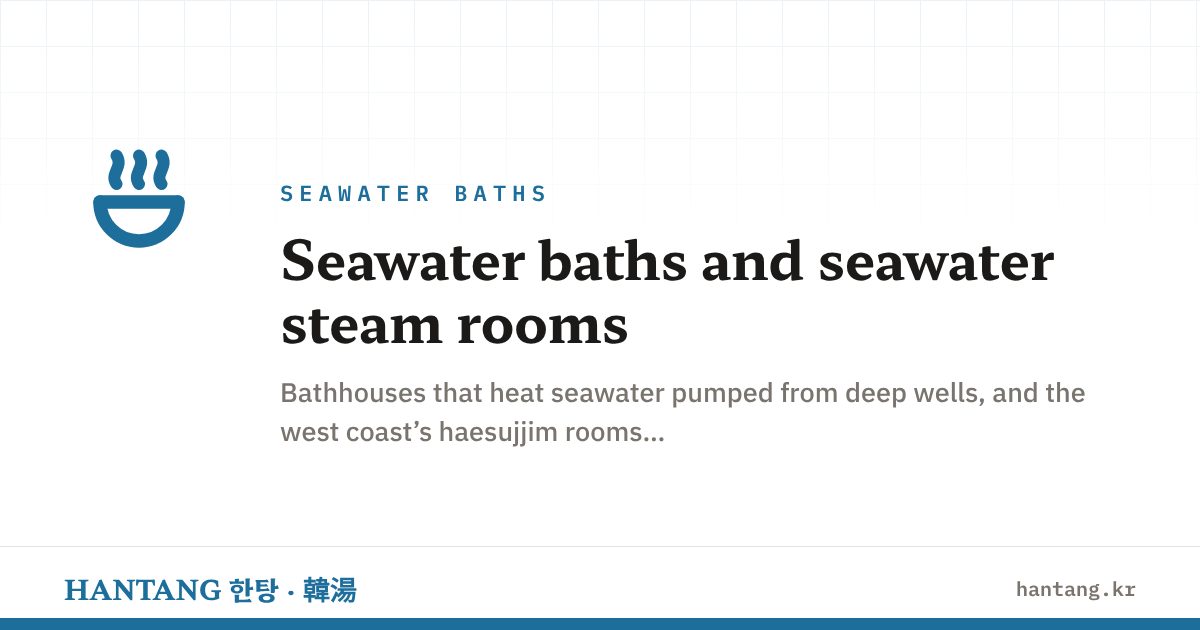 SEAWATER BATHS
Seawater baths and seawater
steam rooms
Bathhouses that heat seawater pumped from deep wells, and the
west coast’s haesujjim rooms...
HANTANG 한탕 · 韓湯
hantang.kr